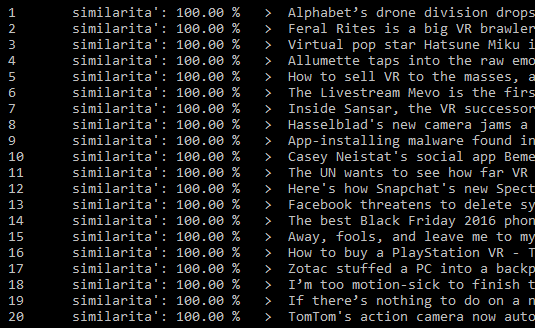 1 similarita': 100.00 % > Alphabet’s drone division drops
2 similarita': 100.00 % > Feral Rites is a big VR brawler
3 similarita': 100.00 % > Virtual pop star Hatsune Miku i
4 similarita': 100.00 % > Allumette taps into the raw emo
5 similarita': 100.00 % > How to sell VR to the masses, a
6 similarita': 100.00 % > The Livestream Mevo is the firs
7 similarita': 100.00 % > Inside Sansar, the VR successor
8 similarita': 100.00 % > Hasselblad's new camera jams a
9 similarita': 100.00 % > App-installing malware found in
10 similarita': 100.00 % > Casey Neistat's social app Beme
11 similarita': 100.00 % > The UN wants to see how far VR
12 similarita': 100.00 % > Here's how Snapchat's new Spect
13 similarita': 100.00 % > Facebook threatens to delete sy
14 similarita': 100.00 % > The best Black Friday 2016 phon
15 similarita': 100.00 % > Away, fools, and leave me to my
16 similarita': 100.00 % > How to buy a PlayStation VR - T
17 similarita': 100.00 % > Zotac stuffed a PC into a backp
18 similarita': 100.00 % > I’m too motion-sick to finish t
19 similarita': 100.00 % > If there’s nothing to do on a n
20 similarita': 100.00 % > TomTom's action camera now auto